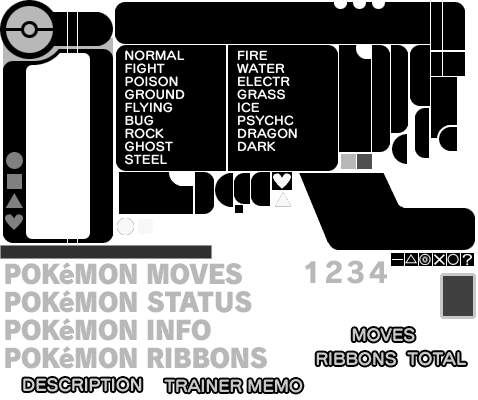 NORMAL
FIGHT
POISON
GROUND
FLYING
BUG
ROCK
GHOST
STEEL
FIRE
WATER
ELECTR
GRASS
ICE
PSYCHC
DRAGON
DARK
?
1234
POKéMON MOVES
POKéMON STATUS
POKéMON INFO
POKéMON RIBBONS
MOVES
RIBBONS TOTAL
DESCRIPTION TRAINER MEMO